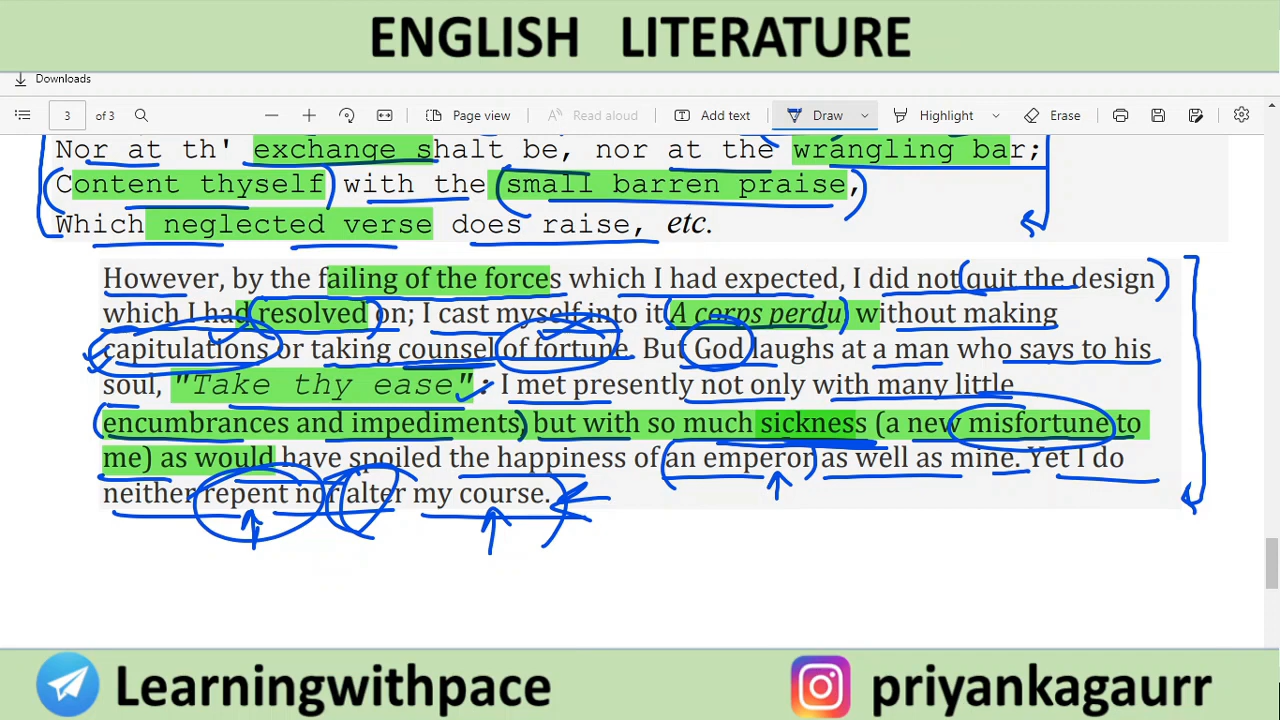 ENGLISH LITERATURE
Downloads
3 of 3 Page view Read aloud Add text Draw Highlight Erase
Nor at th' exchange shalt be, nor at the wrangling bar;
Content thyself with the small barren praise,
Which neglected verse does raise, etc.
However, by the failing of the forces which I had expected, I did not quit the design
which I had resolved on; I cast myself into it A corps perdu without making
capitulations or taking counsel of fortune. But God laughs at a man who says to his
soul, "Take thy ease": I met presently not only with many little
encumbrances and impediments, but with so much sickness (a new misfortune to
me) as would have spoiled the happiness of an emperor as well as mine. Yet I do
neither repent nor alter my course.
Learningwithpace priyankagaurr